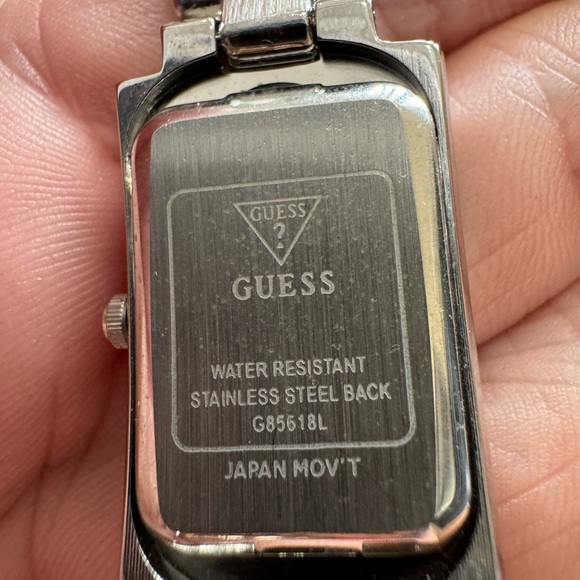 GUESS
?
GUESS
WATER RESISTANT
STAINLESS STEEL BACK
G85618L
JAPAN MOV'T